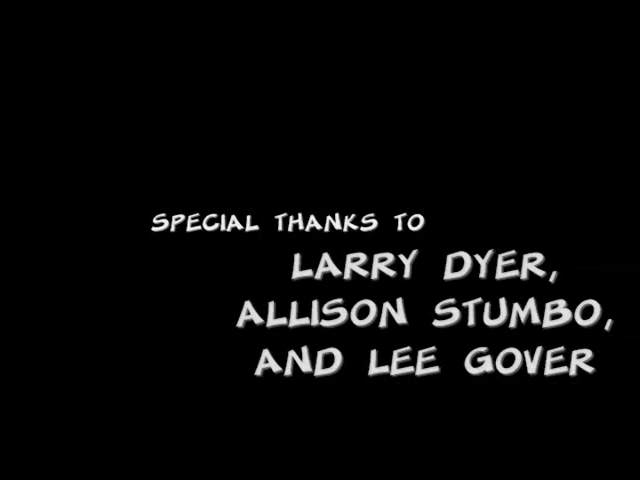 SPECIAL THANKS TO
LARRY DYER,
ALLISON STUMBO,
AND LEE GOVER